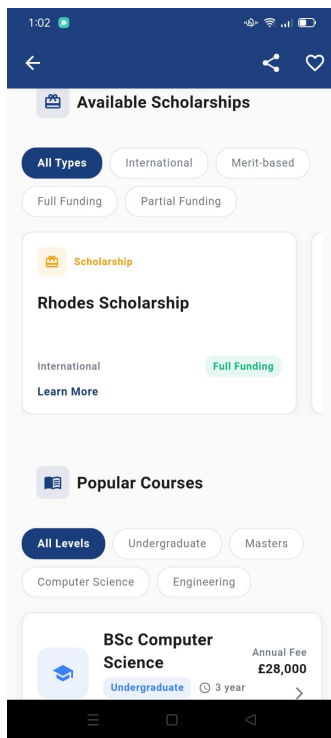 1:02
Available Scholarships
All Types
International
Merit-based
Full Funding
Partial Funding
Scholarship
Rhodes Scholarship
International
Full Funding
Learn More
Popular Courses
All Levels
Undergraduate
Masters
Computer Science
Engineering
BSc Computer
Science
Annual Fee
£28,000
Undergraduate
3 year